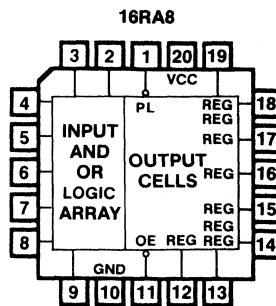 16RA8
3 2 1 20 19
VCC
4 PL REG 18
REG
5 INPUT REG 17
AND OUTPUT
6 OR CELLS REG 16
LOGIC
7 ARRAY REG 15
REG
8 OE REG REG 14
GND
9 10 11 12 13